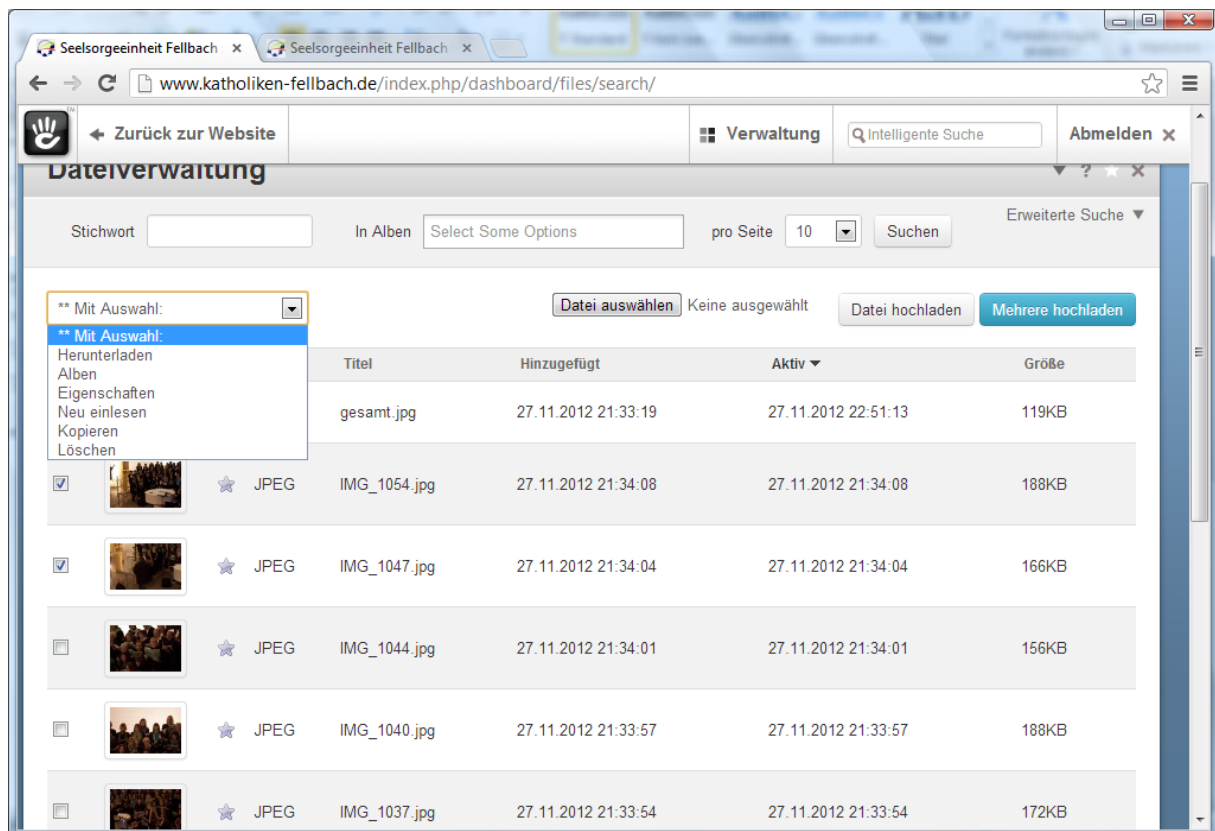 Seelsorgeeinheit Fellbach x Seelsorgeeinheit Fellbach x
www.katholiken-fellbach.de/index.php/dashboard/files/search/
Zurück zur Website Verwaltung Intelligente Suche Abmelden x
Dateiverwaltung ? x
Stichwort In Alben Select Some Options pro Seite 10 Suchen Erweiterte Suche
** Mit Auswahl: Datei auswählen Keine ausgewählt Datei hochladen Mehrere hochladen
** Mit Auswahl:
Herunterladen
Alben
Eigenschaften
Neu einlesen
Kopieren
Löschen
Titel Hinzugefügt Aktiv Größe
gesamt.jpg 27.11.2012 21:33:19 27.11.2012 22:51:13 119KB
JPEG IMG_1054.jpg 27.11.2012 21:34:08 27.11.2012 21:34:08 188KB
JPEG IMG_1047.jpg 27.11.2012 21:34:04 27.11.2012 21:34:04 166KB
JPEG IMG_1044.jpg 27.11.2012 21:34:01 27.11.2012 21:34:01 156KB
JPEG IMG_1040.jpg 27.11.2012 21:33:57 27.11.2012 21:33:57 188KB
JPEG IMG_1037.jpg 27.11.2012 21:33:54 27.11.2012 21:33:54 172KB